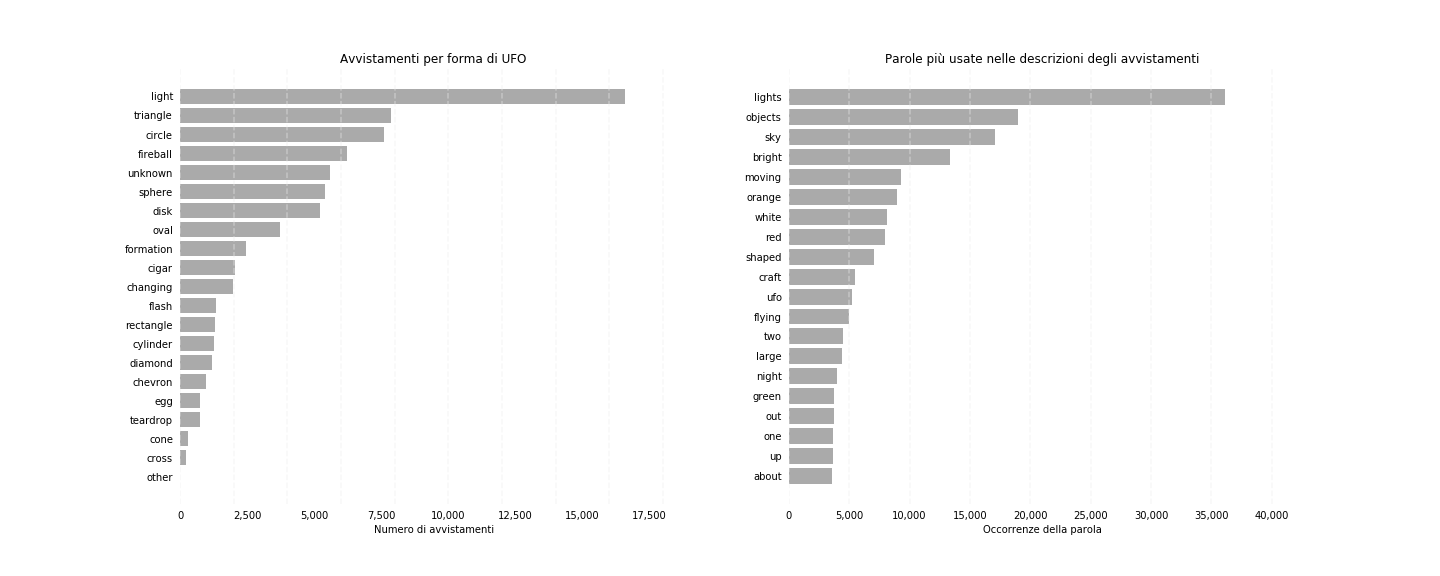 Avvistamenti per forma di UFO
light
triangle
circle
fireball
unknown
sphere
disk
oval
formation
cigar
changing
flash
rectangle
cylinder
diamond
chevron
egg
teardrop
cone
cross
other
0 2,500 5,000 7,500 10,000 12,500 15,000 17,500
Numero di avvistamenti
Parole più usate nelle descrizioni degli avvistamenti
lights
objects
sky
bright
moving
orange
white
red
shaped
craft
ufo
flying
two
large
night
green
out
one
up
about
0 5,000 10,000 15,000 20,000 25,000 30,000 35,000 40,000
Occorrenze della parola